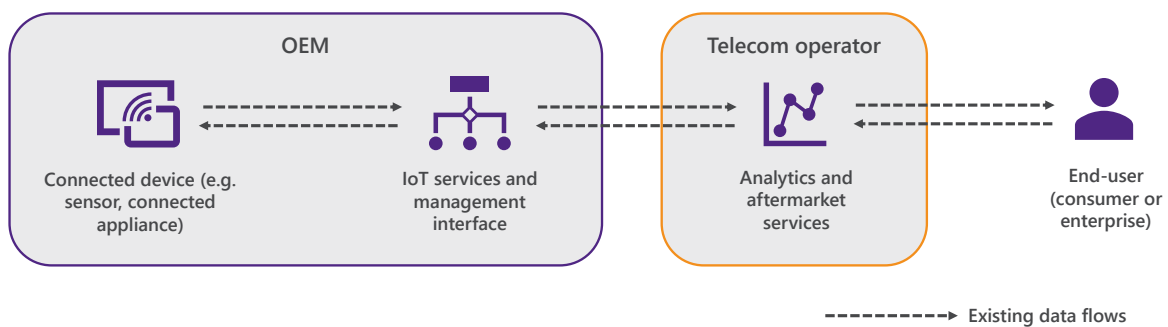 OEM
Telecom operator
Connected device (e.g.
sensor, connected
appliance)
IoT services and
management
interface
Analytics and
aftermarket
services
End-user
(consumer or
enterprise)
Existing data flows